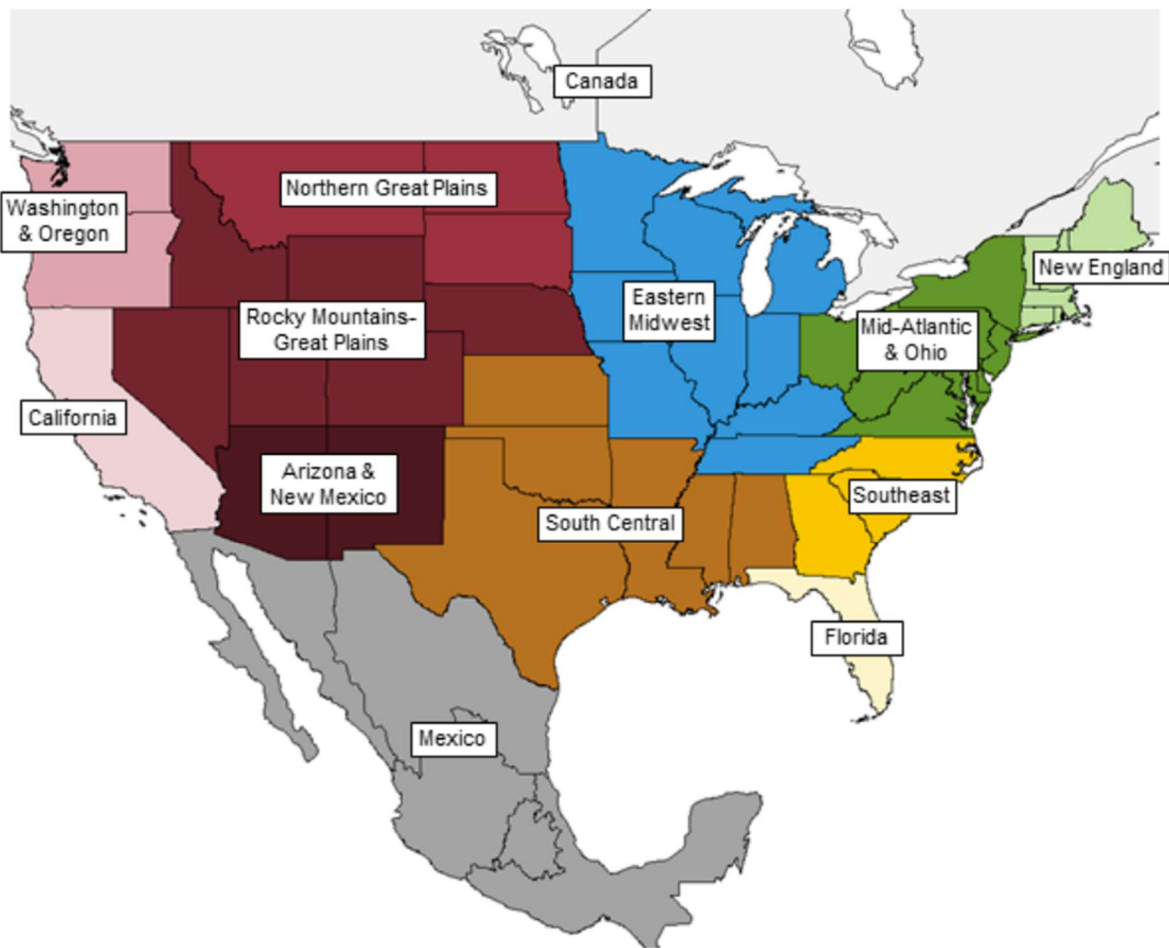 Canada
Northern Great Plains
Washington
& Oregon
New England
Rocky Mountains-
Great Plains
Eastern
Midwest
Mid-Atlantic
& Ohio
California
Arizona &
New Mexico
Southeast
South Central
Florida
Mexico